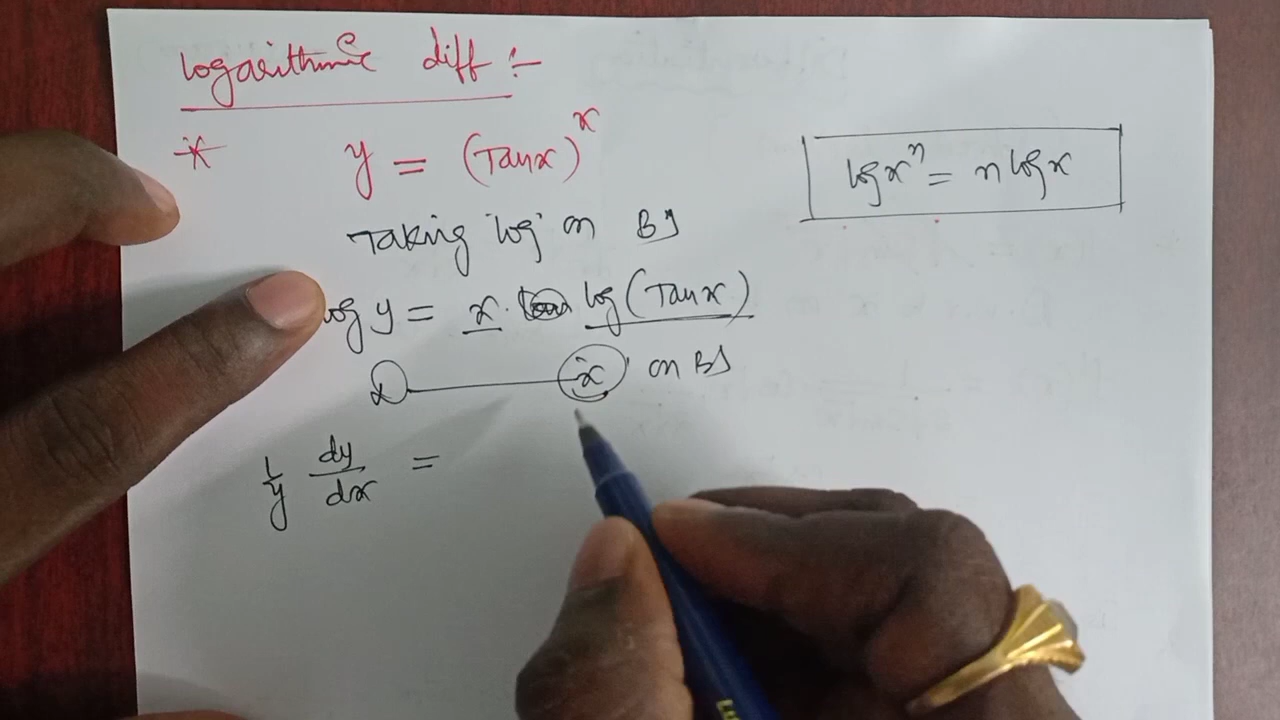 logarithmic diff :-
* y = (Tanx)^x
log x^n = n log x
Taking 'log' on BS
log y = x. log (Tanx)
x' on BS
1/y dy/dx =